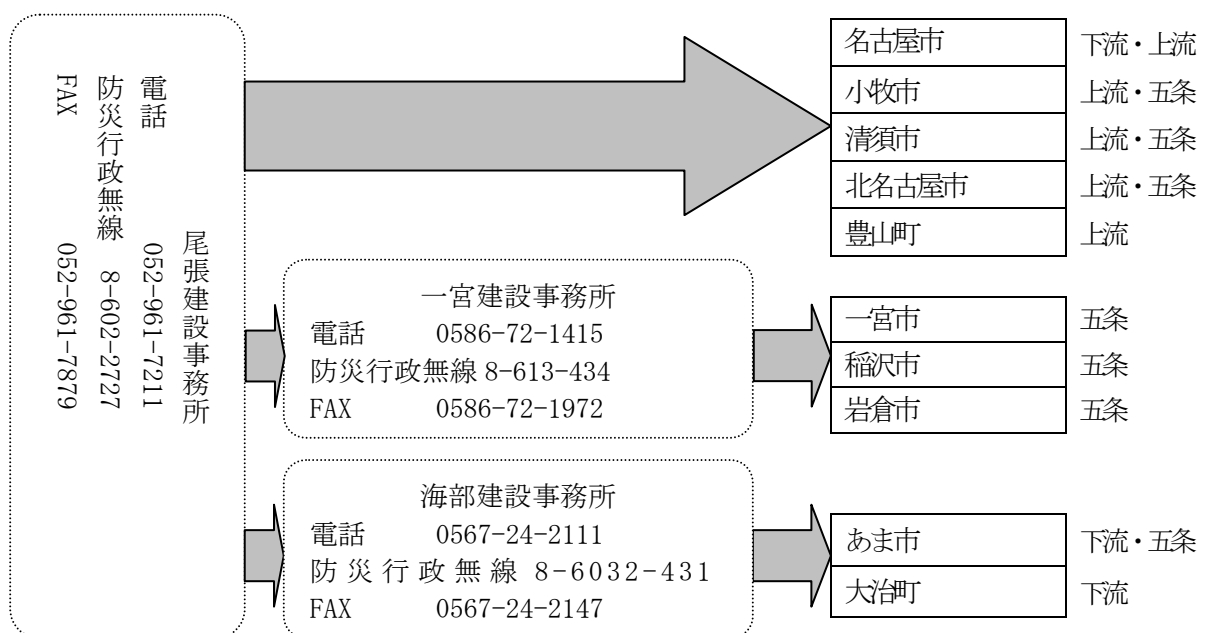 尾張建設事務所
電話 052-961-7211
防災行政無線 8-602-2727
FAX 052-961-7879
名古屋市 下流・上流
小牧市 上流・五条
清須市 上流・五条
北名古屋市 上流・五条
豊山町 上流
一宮建設事務所
電話 0586-72-1415
防災行政無線 8-613-434
FAX 0586-72-1972
一宮市 五条
稲沢市 五条
岩倉市 五条
海部建設事務所
電話 0567-24-2111
防災行政無線 8-6032-431
FAX 0567-24-2147
あま市 下流・五条
大治町 下流